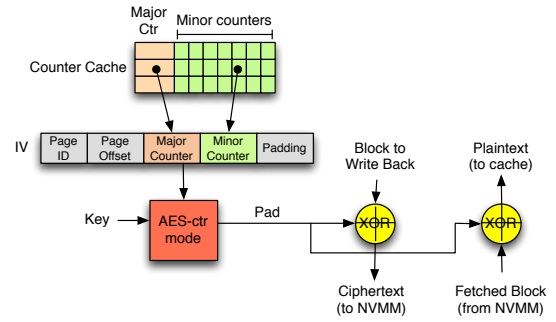 Major
Ctr
Minor counters
Counter Cache
IV
Page
ID
Page
Offset
Major
Counter
Minor
Counter
Padding
Block to
Write Back
Plaintext
(to cache)
Key
AES-ctr
mode
Pad
XOR
XOR
Ciphertext
(to NVMM)
Fetched Block
(from NVMM)